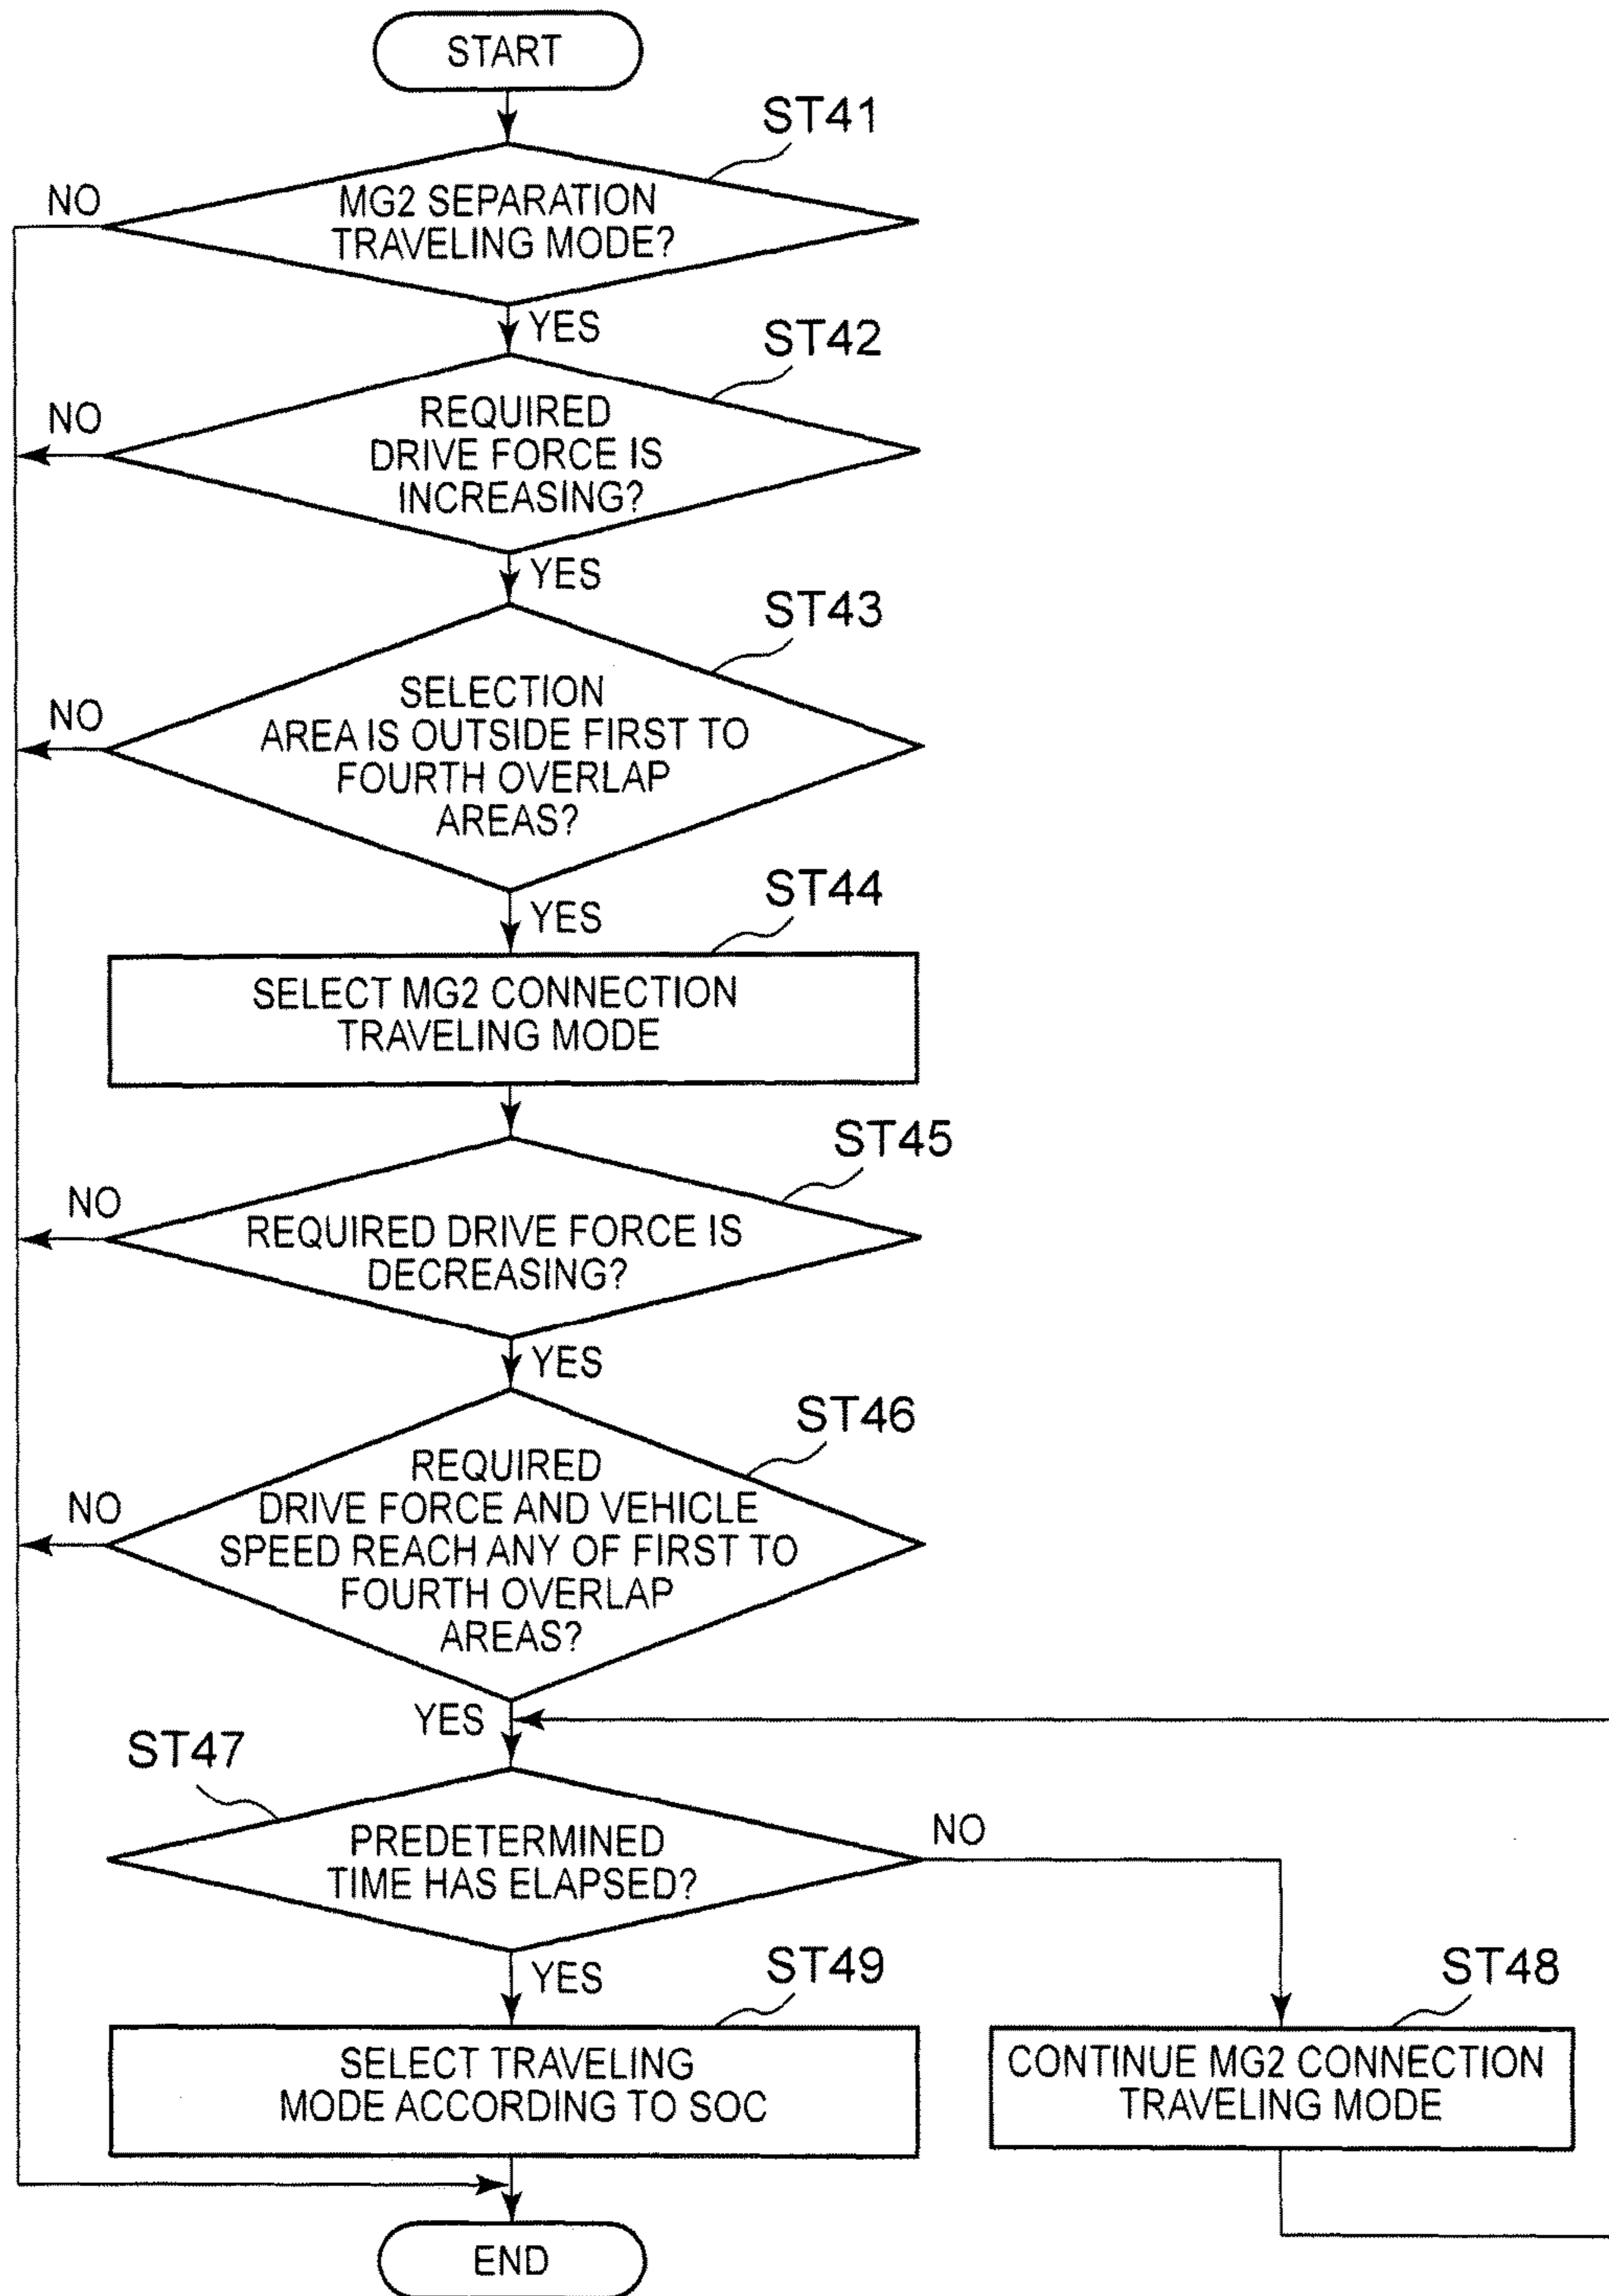 START
ST41
NO
MG2 SEPARATION
TRAVELING MODE?
YES
ST42
NO
REQUIRED
DRIVE FORCE IS
INCREASING?
YES
ST43
NO
SELECTION
AREA IS OUTSIDE FIRST TO
FOURTH OVERLAP
AREAS?
YES
ST44
SELECT MG2 CONNECTION
TRAVELING MODE
ST45
NO
REQUIRED DRIVE FORCE IS
DECREASING?
YES
ST46
NO
REQUIRED
DRIVE FORCE AND VEHICLE
SPEED REACH ANY OF FIRST TO
FOURTH OVERLAP
AREAS?
YES
ST47
PREDETERMINED
TIME HAS ELAPSED?
NO
YES
ST49
SELECT TRAVELING
MODE ACCORDING TO SOC
ST48
CONTINUE MG2 CONNECTION
TRAVELING MODE
END